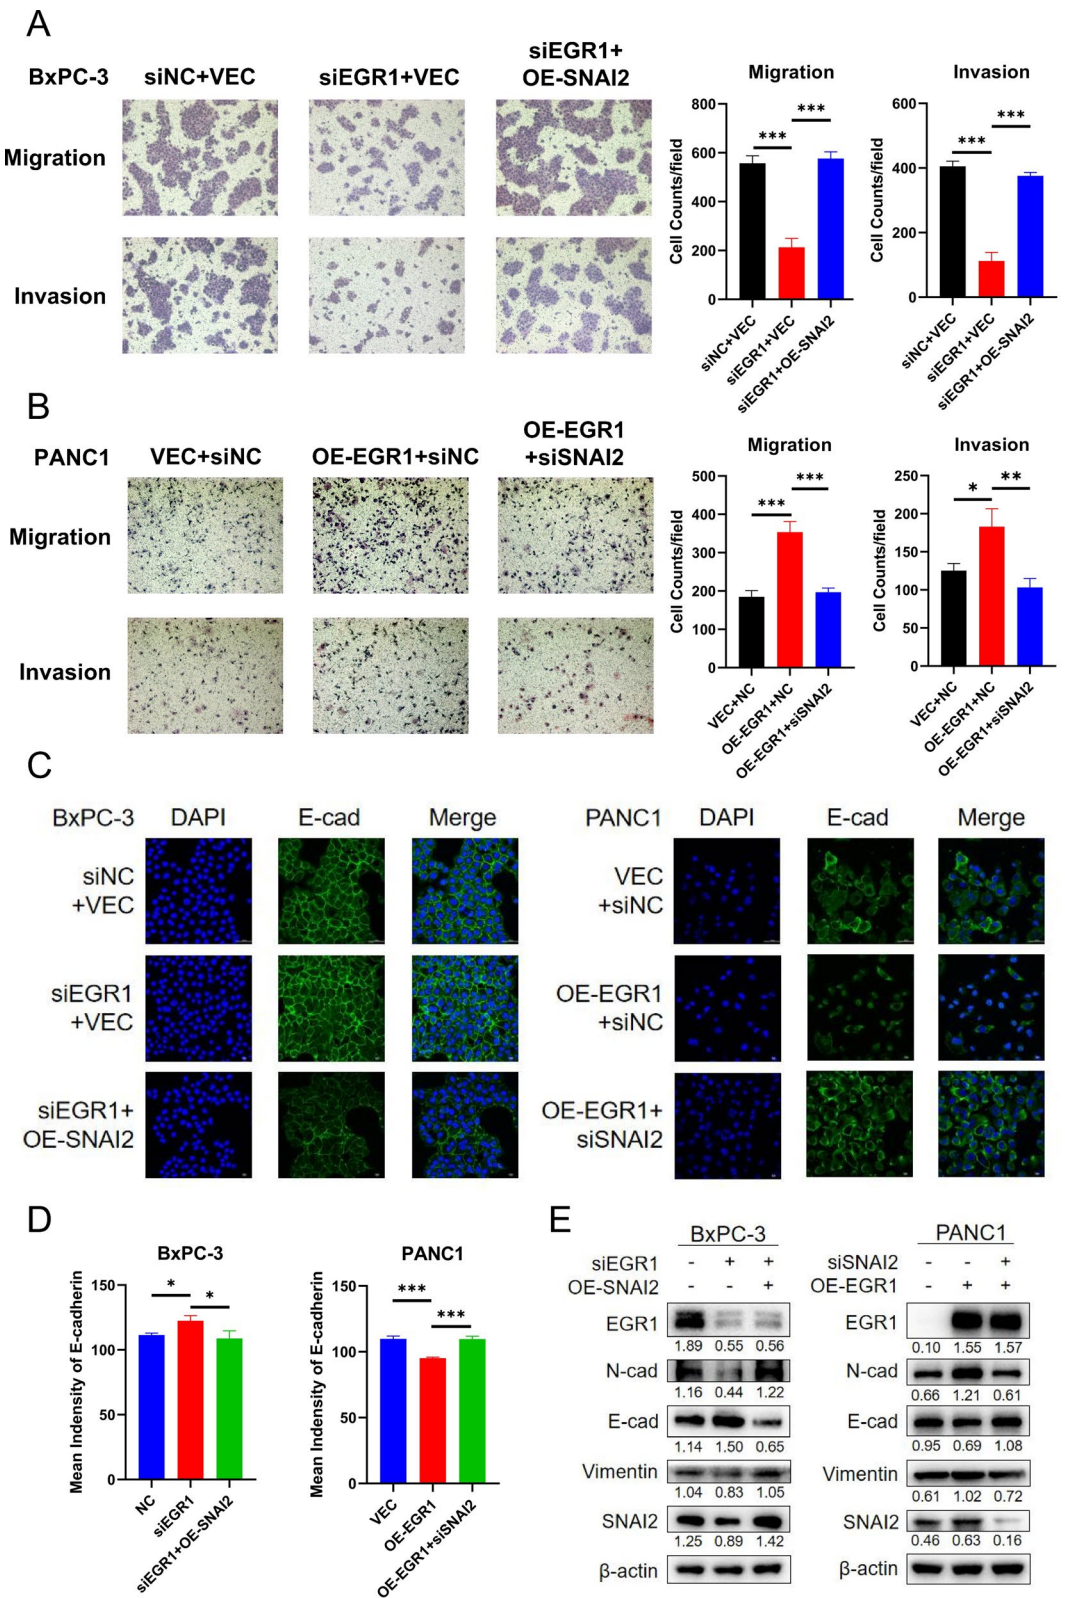 A
BxPC-3
siNC+VEC
siEGR1+VEC
siEGR1+
OE-SNAI2
Migration
Invasion
Migration
Cell Counts/field
800
600
400
200
0
***
***
siNC+VEC
siEGR1+VEC
siEGR1+OE-SNAI2
Invasion
Cell Counts/field
600
400
200
0
***
***
siNC+VEC
siEGR1+VEC
siEGR1+OE-SNAI2
B
PANC1
VEC+siNC
OE-EGR1+siNC
OE-EGR1
+siSNAI2
Migration
Invasion
Migration
Cell Counts/field
500
400
300
200
100
0
***
***
VEC+NC
OE-EGR1+NC
OE-EGR1+siSNAI2
Invasion
Cell Counts/field
250
200
150
100
50
0
*
**
VEC+NC
OE-EGR1+NC
OE-EGR1+siSNAI2
C
BxPC-3 DAPI E-cad Merge
siNC
+VEC
siEGR1
+VEC
siEGR1+
OE-SNAI2
PANC1 DAPI E-cad Merge
VEC
+siNC
OE-EGR1
+siNC
OE-EGR1+
siSNAI2
D
BxPC-3
Mean Indensity of E-cadherin
150
100
50
0
*
*
NC
siEGR1
siEGR1+OE-SNAI2
PANC1
Mean Indensity of E-cadherin
150
100
50
0
***
***
VEC
OE-EGR1
OE-EGR1+siSNAI2
E
BxPC-3
siEGR1 - + +
OE-SNAI2 - - +
EGR1
1.89 0.55 0.56
N-cad
1.16 0.44 1.22
E-cad
1.14 1.50 0.65
Vimentin
1.04 0.83 1.05
SNAI2
1.25 0.89 1.42
β-actin
PANC1
siSNAI2 - - +
OE-EGR1 - + +
EGR1
0.10 1.55 1.57
N-cad
0.66 1.21 0.61
E-cad
0.95 0.69 1.08
Vimentin
0.61 1.02 0.72
SNAI2
0.46 0.63 0.16
β-actin